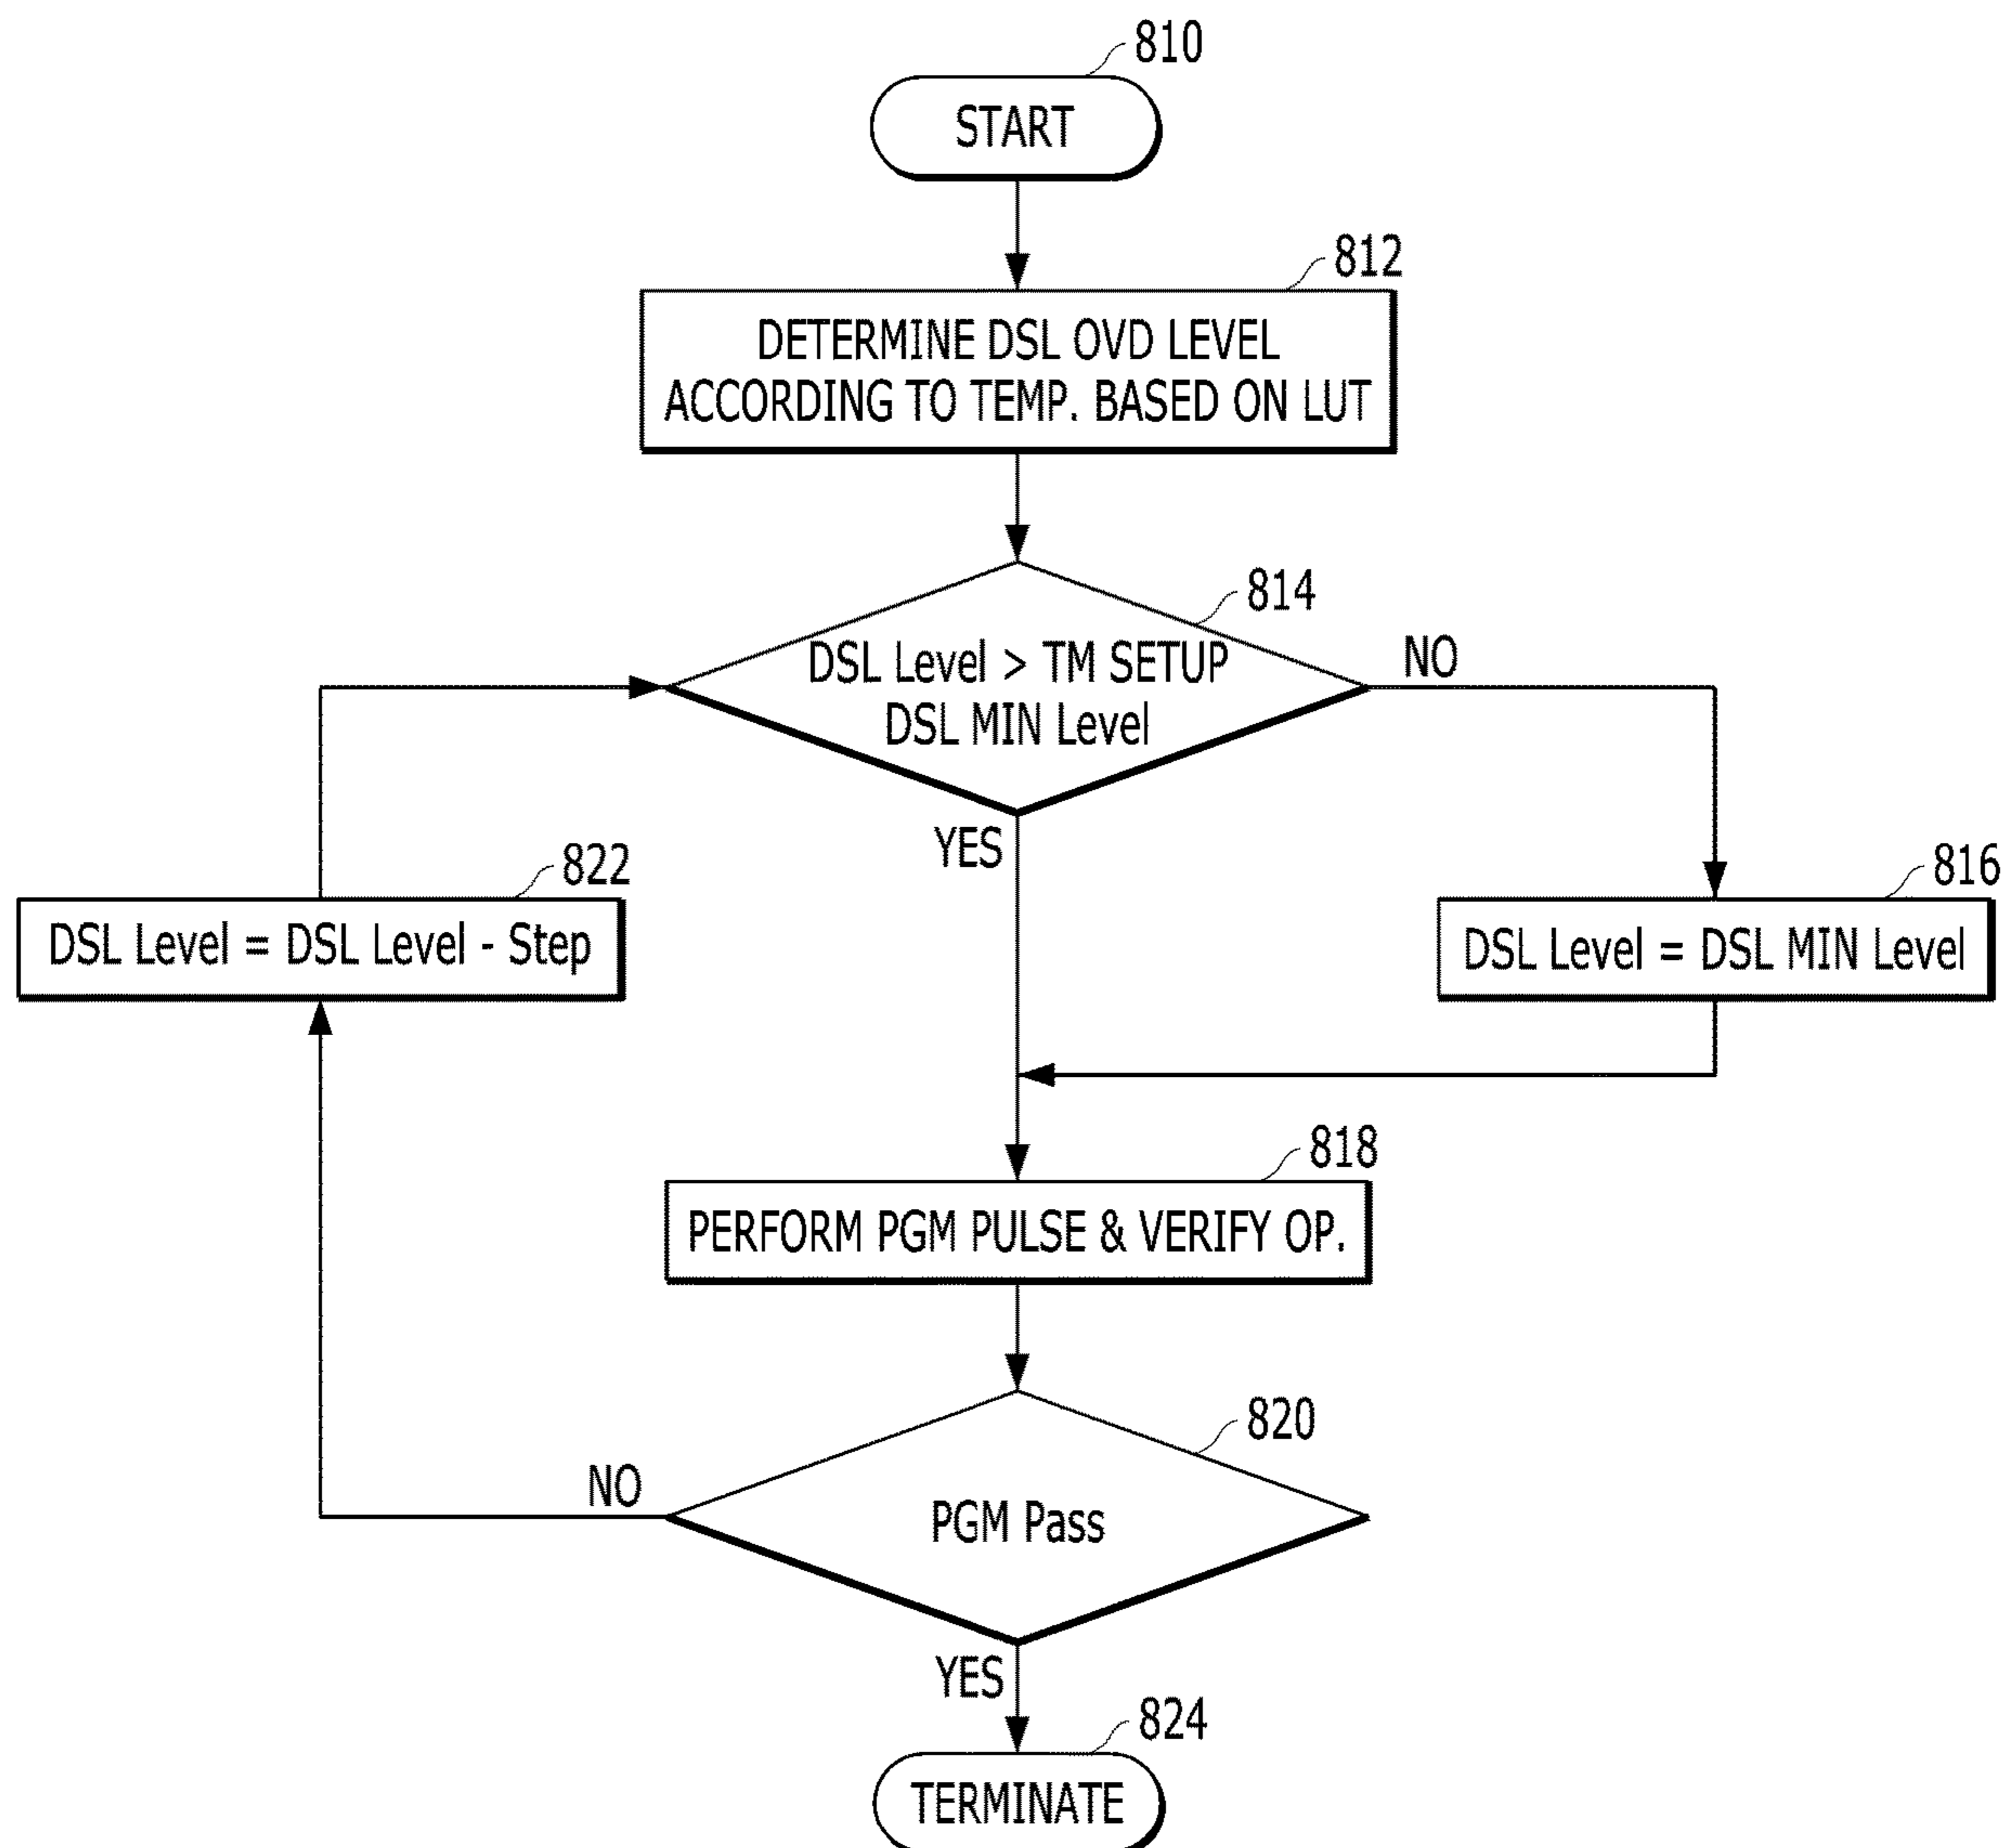 810
START
812
DETERMINE DSL OVD LEVEL
ACCORDING TO TEMP. BASED ON LUT
814
DSL Level > TM SETUP
DSL MIN Level
NO
YES
822
DSL Level = DSL Level - Step
816
DSL Level = DSL MIN Level
818
PERFORM PGM PULSE & VERIFY OP.
820
PGM Pass
NO
YES
824
TERMINATE